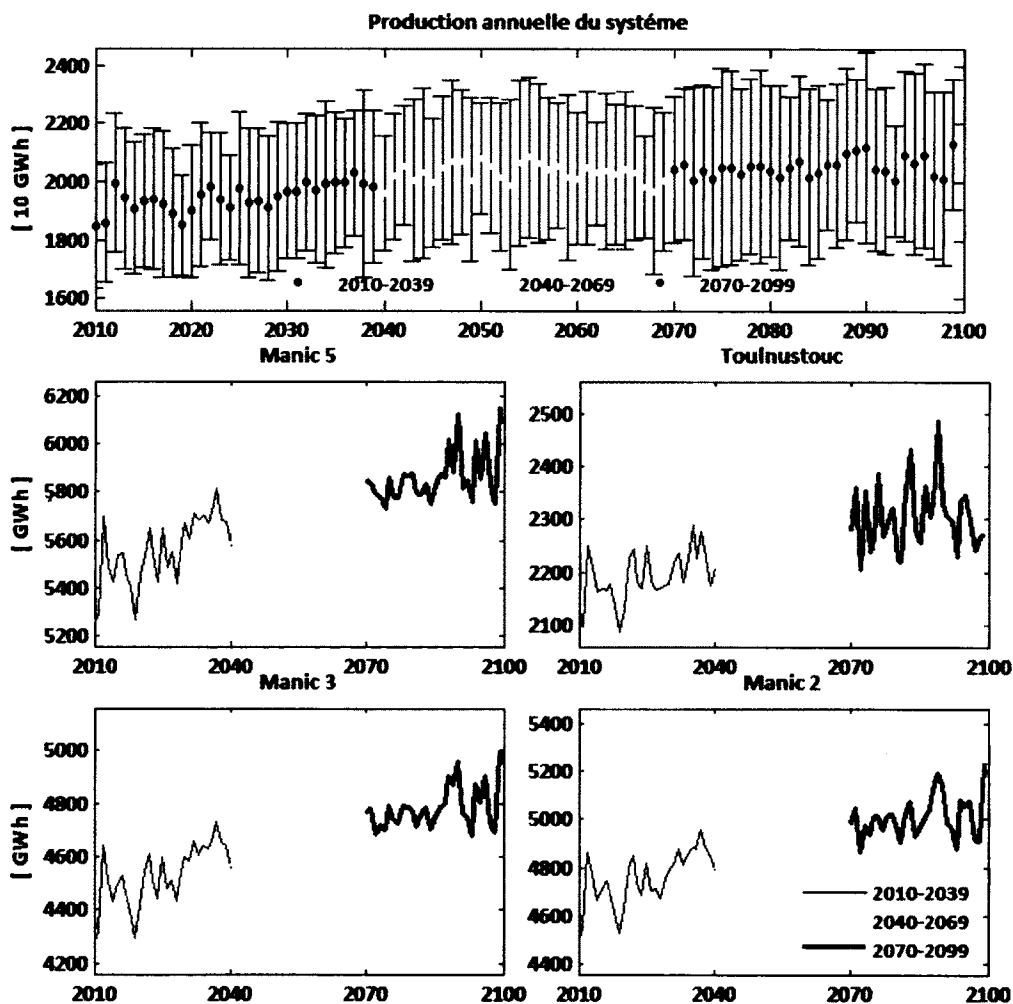 Production annuelle du systéme
[ 10 GWh ]
2400
2200
2000
1800
1600
2010-2039 2040-2069 2070-2099
2010 2020 2030 2040 2050 2060 2070 2080 2090 2100
Manic 5
[ GWh ]
6200
6000
5800
5600
5400
5200
2010 2040 2070 2100
Toulnustouc
2500
2400
2300
2200
2100
2010 2040 2070 2100
Manic 3
[ GWh ]
5000
4800
4600
4400
4200
2010 2040 2070 2100
Manic 2
5400
5200
5000
4800
4600
4400
2010-2039
2040-2069
2070-2099
2010 2040 2070 2100